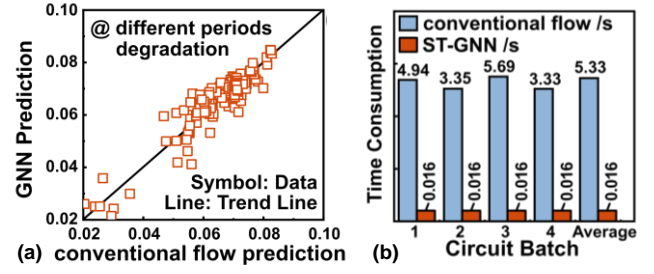 @ different periods
degradation
GNN Prediction
0.10
0.08
0.06
0.04
0.02
Symbol: Data
Line: Trend Line
0.02 0.04 0.06 0.08 0.10
(a) conventional flow prediction
conventional flow /s
ST-GNN /s
Time Consumption
4.94 3.35 5.69 3.33 5.33
0.016 0.016 0.016 0.016 0.016
1 2 3 4 Average
(b) Circuit Batch